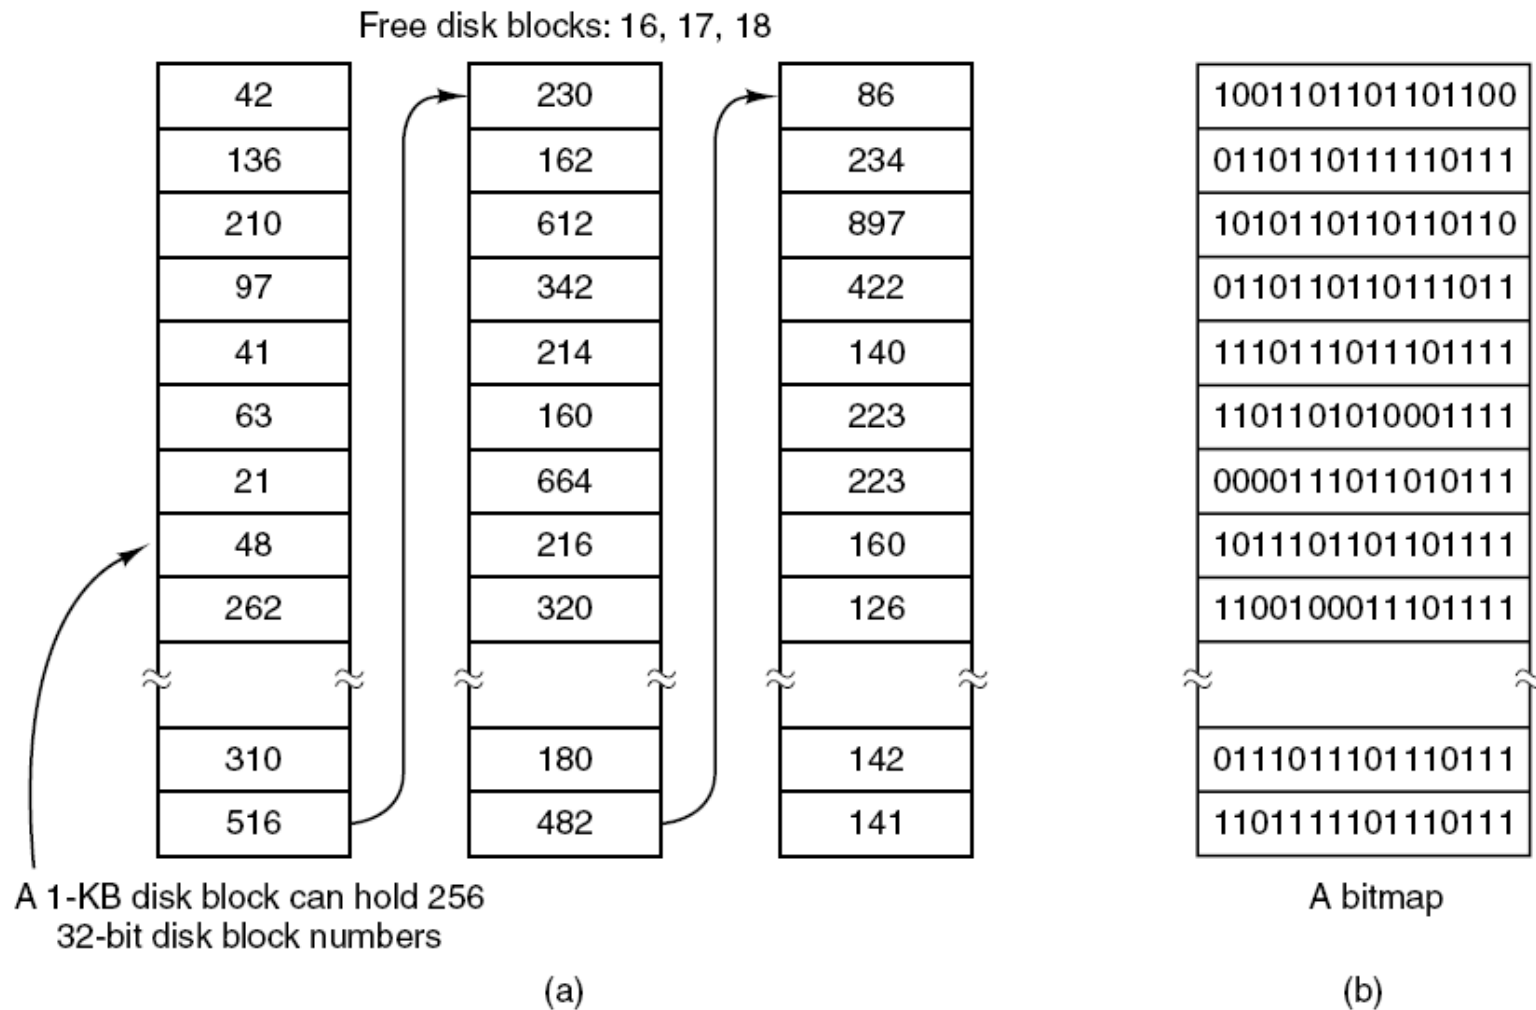 Free disk blocks: 16, 17, 18
42 230 86 1001101101101100
136 162 234 0110110111110111
210 612 897 1010110110110110
97 342 422 0110110110111011
41 214 140 1110111011101111
63 160 223 1101101010001111
21 664 223 0000111011010111
48 216 160 1011101101101111
262 320 126 1100100011101111
310 180 142 0111011101110111
516 482 141 1101111101110111
A 1-KB disk block can hold 256
32-bit disk block numbers
A bitmap
(a) (b)